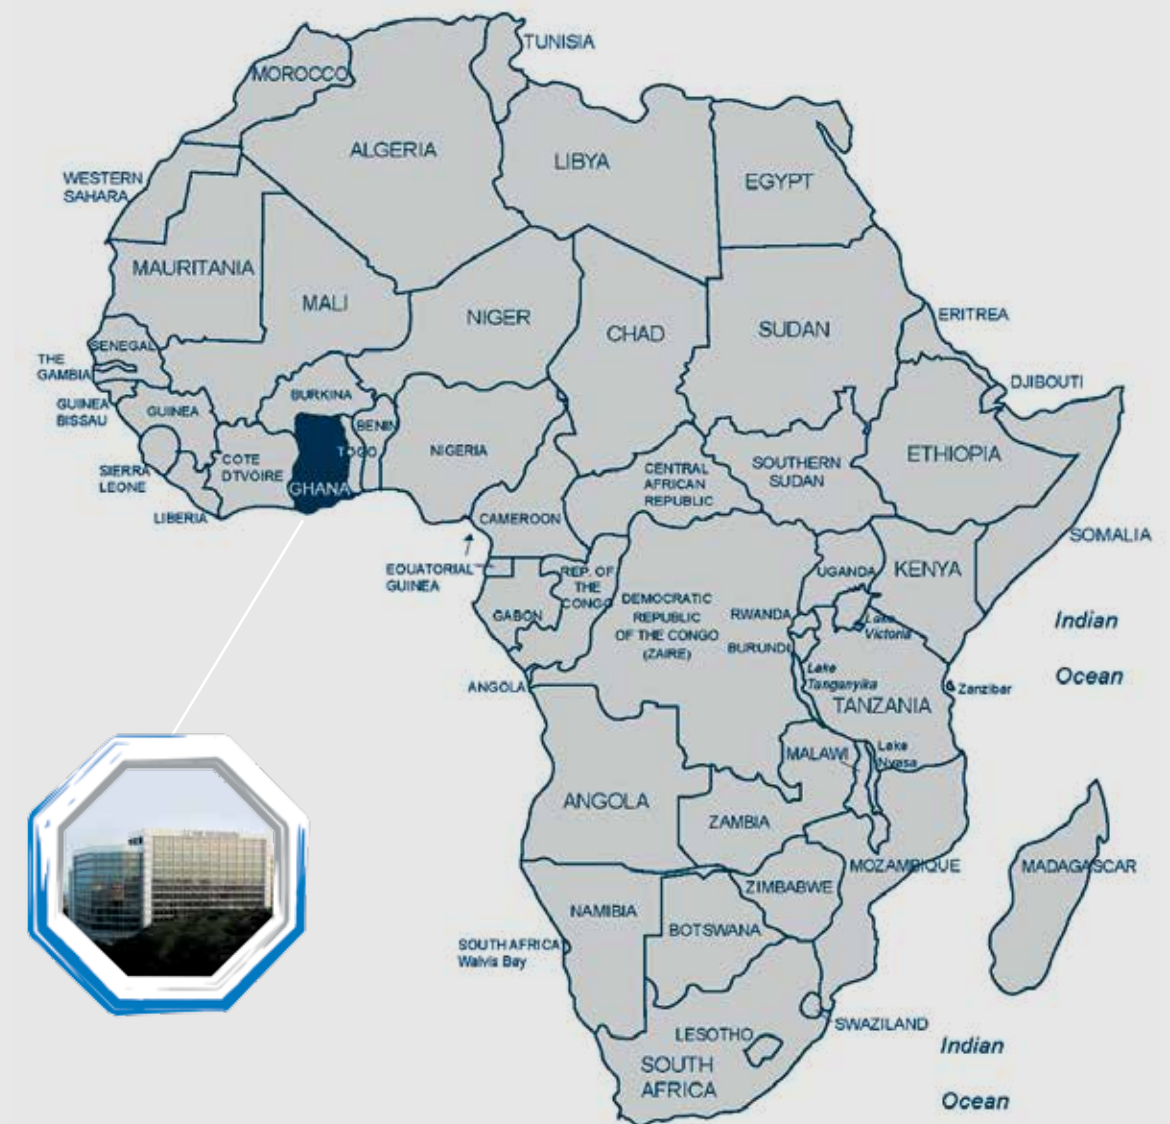 TUNISIA
MOROCCO
ALGERIA
LIBYA
EGYPT
WESTERN
SAHARA
MAURITANIA
MALI
NIGER
CHAD
SUDAN
ERITREA
SENEGAL
THE
GAMBIA
DJIBOUTI
GUINEA
BISSAU
GUINEA
BURKINA
BENIN
TOGO
NIGERIA
ETHIOPIA
COTE
DTVOIRE
GHANA
SIERRA
LEONE
LIBERIA
CENTRAL
AFRICAN
REPUBLIC
SOUTHERN
SUDAN
CAMEROON
SOMALIA
EQUATORIAL
GUINEA
REP. OF
THE
CONGO
UGANDA
KENYA
GABON
DEMOCRATIC
REPUBLIC
OF THE CONGO
(ZAIRE)
RWANDA
BURUNDI
Lake
Victoria
Indian
Ocean
Lake
Tanganyika
ANGOLA
Zanzibar
TANZANIA
MALAWI
Lake
Nyasa
ANGOLA
ZAMBIA
MOZAMBIQUE
MADAGASCAR
ZIMBABWE
NAMIBIA
BOTSWANA
SOUTH AFRICA
Walvis Bay
SWAZILAND
LESOTHO
SOUTH
AFRICA
Indian
Ocean